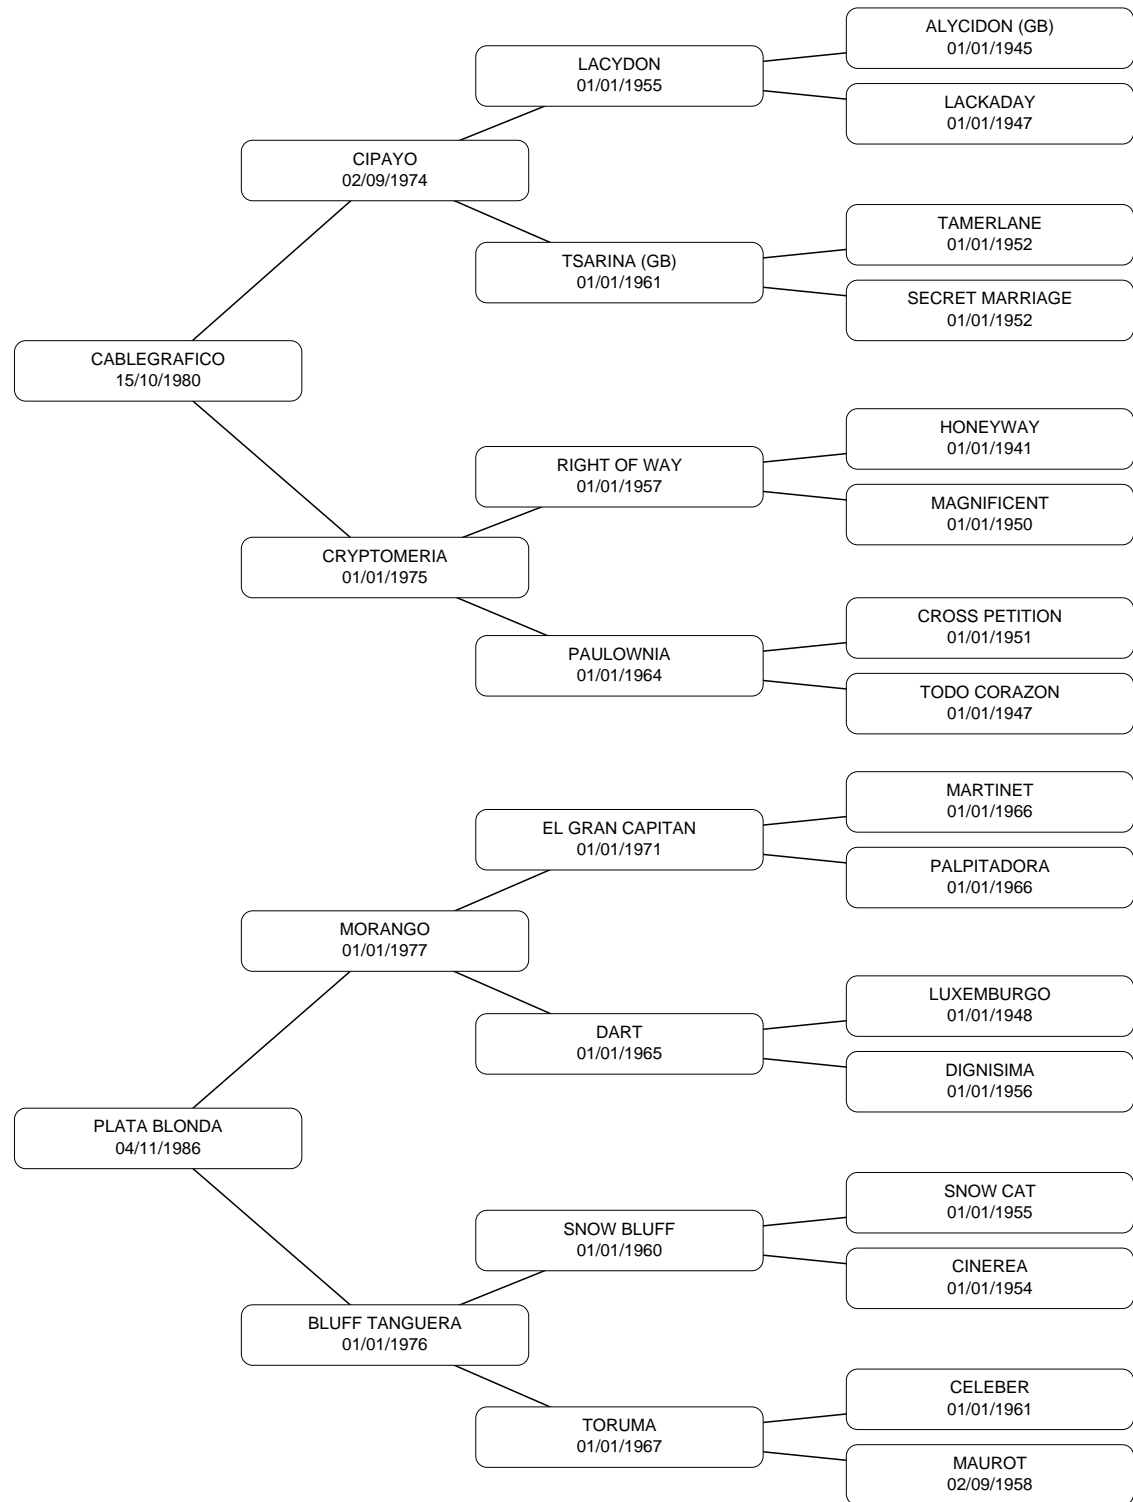 ALYCIDON (GB)
01/01/1945
LACYDON
01/01/1955
LACKADAY
01/01/1947
CIPAYO
02/09/1974
TAMERLANE
01/01/1952
TSARINA (GB)
01/01/1961
SECRET MARRIAGE
01/01/1952
CABLEGRAFICO
15/10/1980
HONEYWAY
01/01/1941
RIGHT OF WAY
01/01/1957
MAGNIFICENT
01/01/1950
CRYPTOMERIA
01/01/1975
CROSS PETITION
01/01/1951
PAULOWNIA
01/01/1964
TODO CORAZON
01/01/1947
MARTINET
01/01/1966
EL GRAN CAPITAN
01/01/1971
PALPITADORA
01/01/1966
MORANGO
01/01/1977
LUXEMBURGO
01/01/1948
DART
01/01/1965
DIGNISIMA
01/01/1956
PLATA BLONDA
04/11/1986
SNOW CAT
01/01/1955
SNOW BLUFF
01/01/1960
CINEREA
01/01/1954
BLUFF TANGUERA
01/01/1976
CELEBER
01/01/1961
TORUMA
01/01/1967
MAUROT
02/09/1958